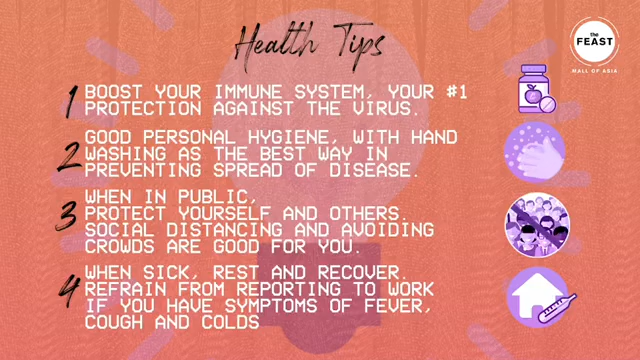 Health Tips
the
FEAST
MALL OF ASIA
1 BOOST YOUR IMMUNE SYSTEM, YOUR #1
PROTECTION AGAINST THE VIRUS.
2 GOOD PERSONAL HYGIENE, WITH HAND
WASHING AS THE BEST WAY IN
PREVENTING SPREAD OF DISEASE.
3 WHEN IN PUBLIC,
PROTECT YOURSELF AND OTHERS.
SOCIAL DISTANCING AND AVOIDING
CROWDS ARE GOOD FOR YOU.
4 WHEN SICK, REST AND RECOVER.
REFRAIN FROM REPORTING TO WORK
IF YOU HAVE SYMPTOMS OF FEVER,
COUGH AND COLDS